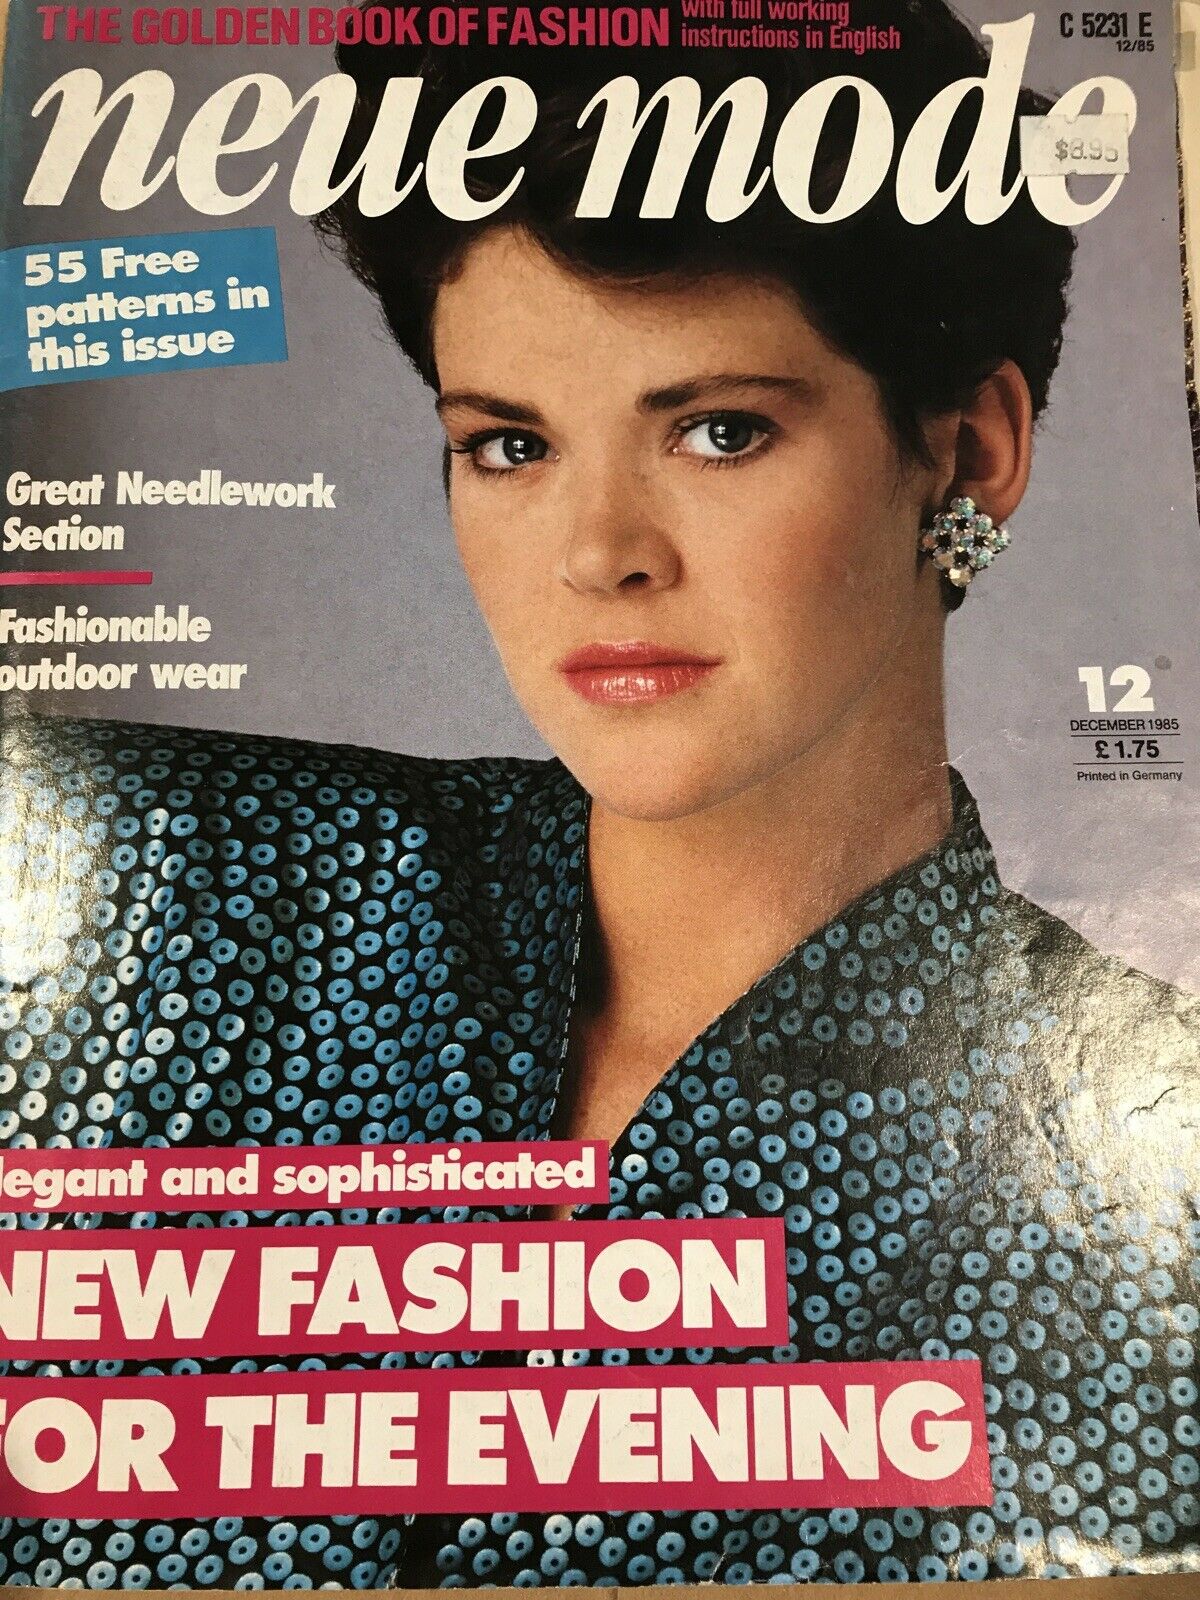 THE GOLDEN BOOK OF FASHION
with full working
instructions in English
C 5231 E
12/85
neue mode
$8.95
55 Free
patterns in
this issue
Great Needlework
Section
Fashionable
outdoor wear
12
DECEMBER 1985
£ 1.75
Printed in Germany
legant and sophisticated
NEW FASHION
FOR THE EVENING